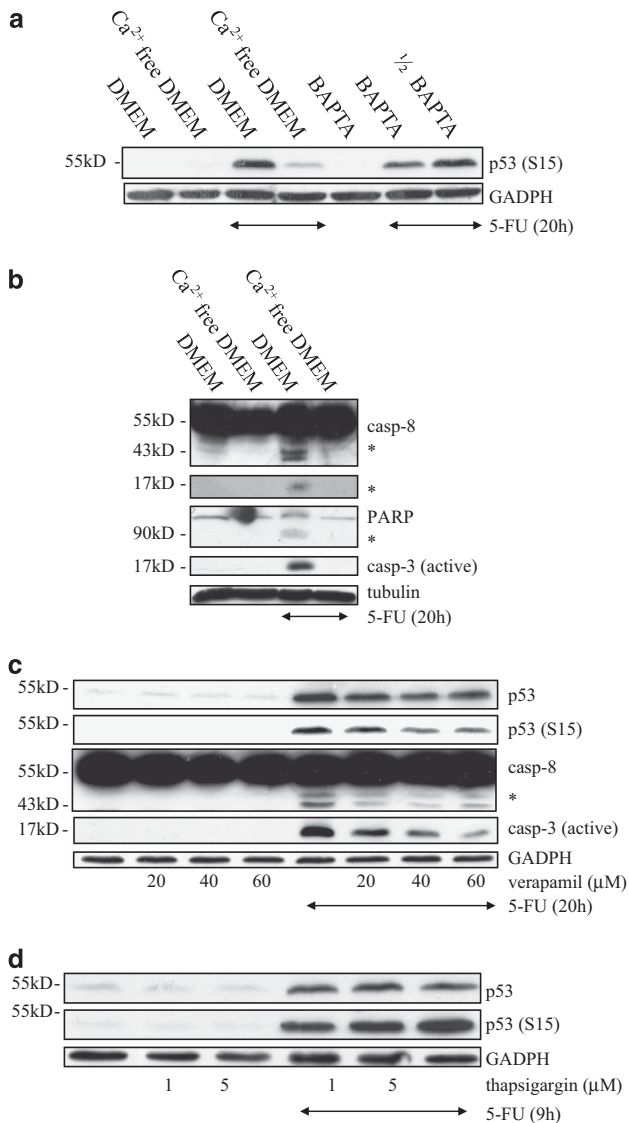 a
DMEM
Ca2+ free DMEM
DMEM
Ca2+ free DMEM
BAPTA
BAPTA
½ BAPTA
55kD -
p53 (S15)
GADPH
5-FU (20h)
b
DMEM
Ca2+ free DMEM
DMEM
Ca2+ free DMEM
55kD -
casp-8
43kD -
*
17kD -
*
PARP
90kD -
*
17kD -
casp-3 (active)
tubulin
5-FU (20h)
c
55kD -
p53
55kD -
p53 (S15)
55kD -
casp-8
43kD -
*
17kD -
casp-3 (active)
GADPH
20 40 60 20 40 60 verapamil (μM)
5-FU (20h)
d
55kD-
p53
55kD-
p53 (S15)
GADPH
1 5 1 5 thapsigargin (μM)
5-FU (9h)